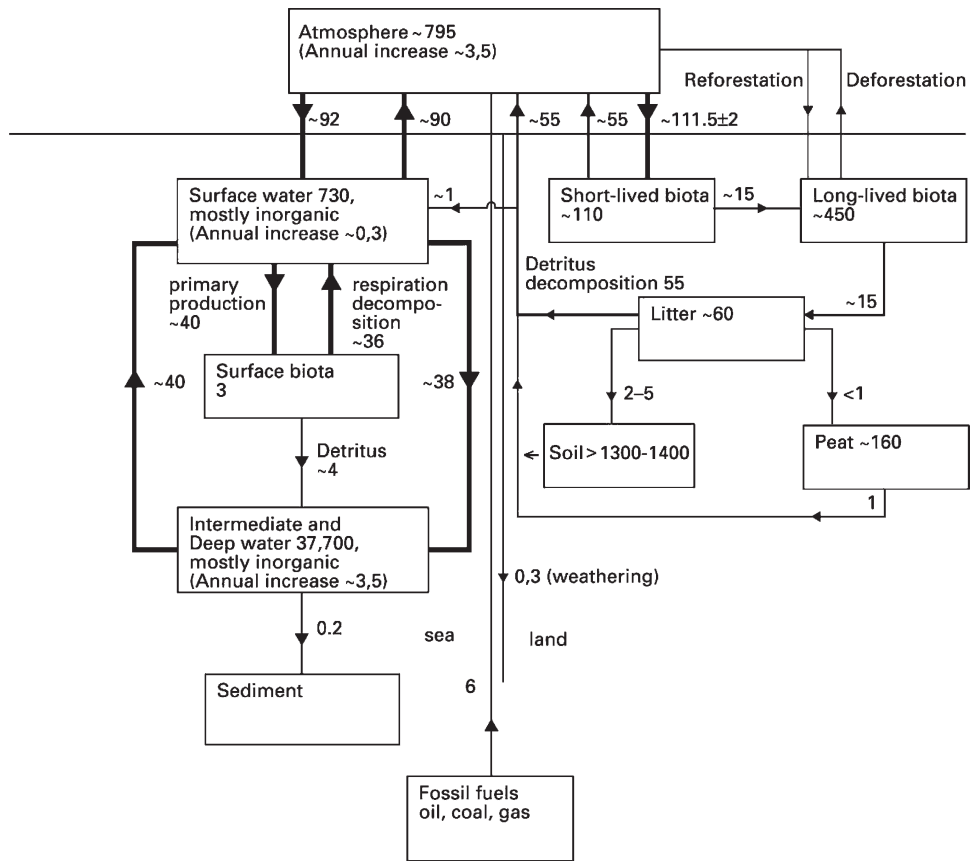 Atmosphere ~795
(Annual increase ~3,5)
Reforestation
Deforestation
~92
~90
~55
~55
~111.5±2
Surface water 730,
mostly inorganic
(Annual increase ~0,3)
~1
Short-lived biota
~110
~15
Long-lived biota
~450
Detritus
decomposition 55
~15
primary
production
~40
respiration
decompo-
sition
~36
Litter ~60
~40
Surface biota
3
~38
2–5
<1
Detritus
~4
Soil > 1300-1400
Peat ~160
1
Intermediate and
Deep water 37,700,
mostly inorganic
(Annual increase ~3,5)
0,3 (weathering)
0.2
sea
land
6
Sediment
Fossil fuels
oil, coal, gas